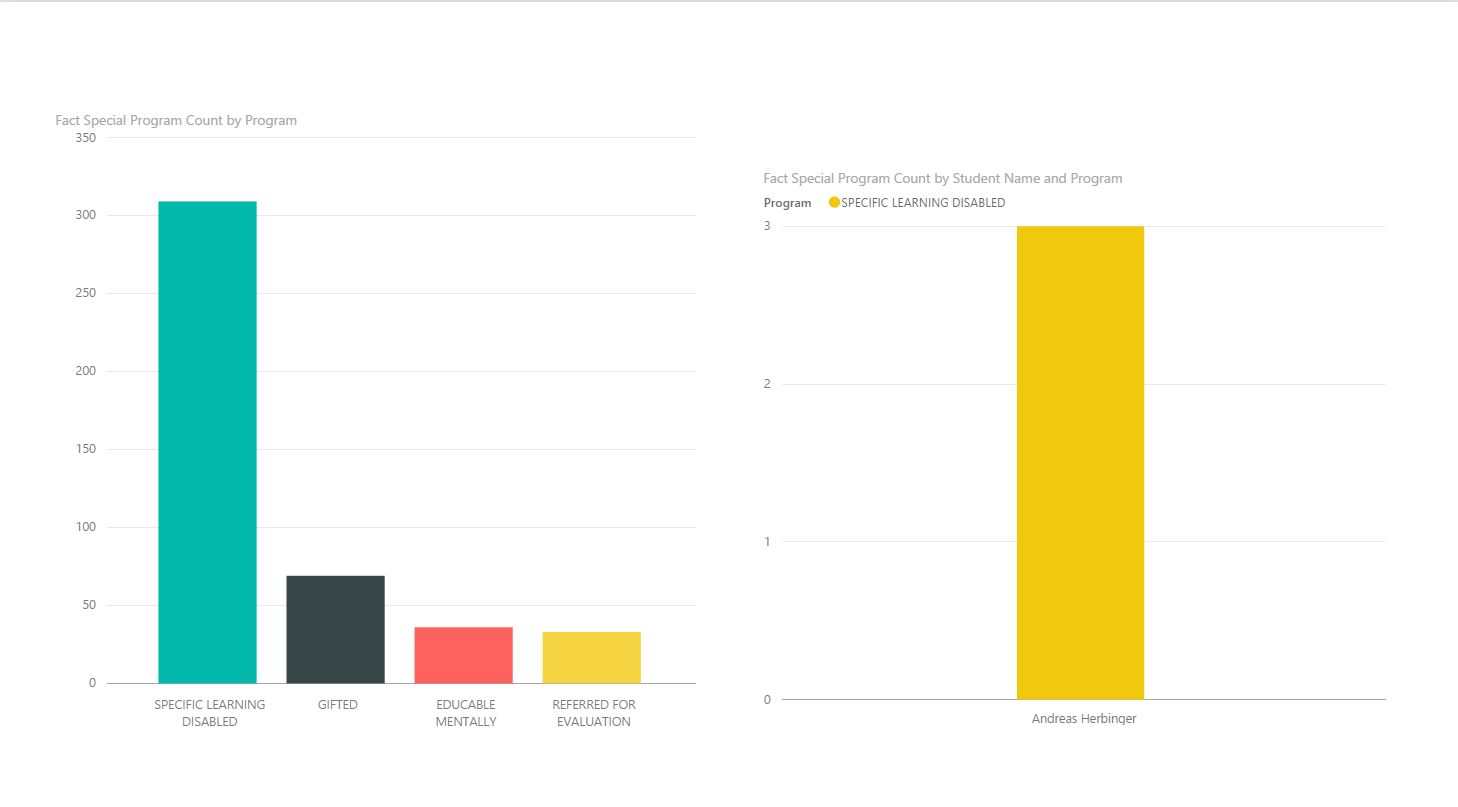 Fact Special Program Count by Program
350
300
250
200
150
100
50
0
SPECIFIC LEARNING
DISABLED
GIFTED
EDUCABLE
MENTALLY
REFERRED FOR
EVALUATION
Fact Special Program Count by Student Name and Program
Program SPECIFIC LEARNING DISABLED
3
2
1
0
Andreas Herbinger